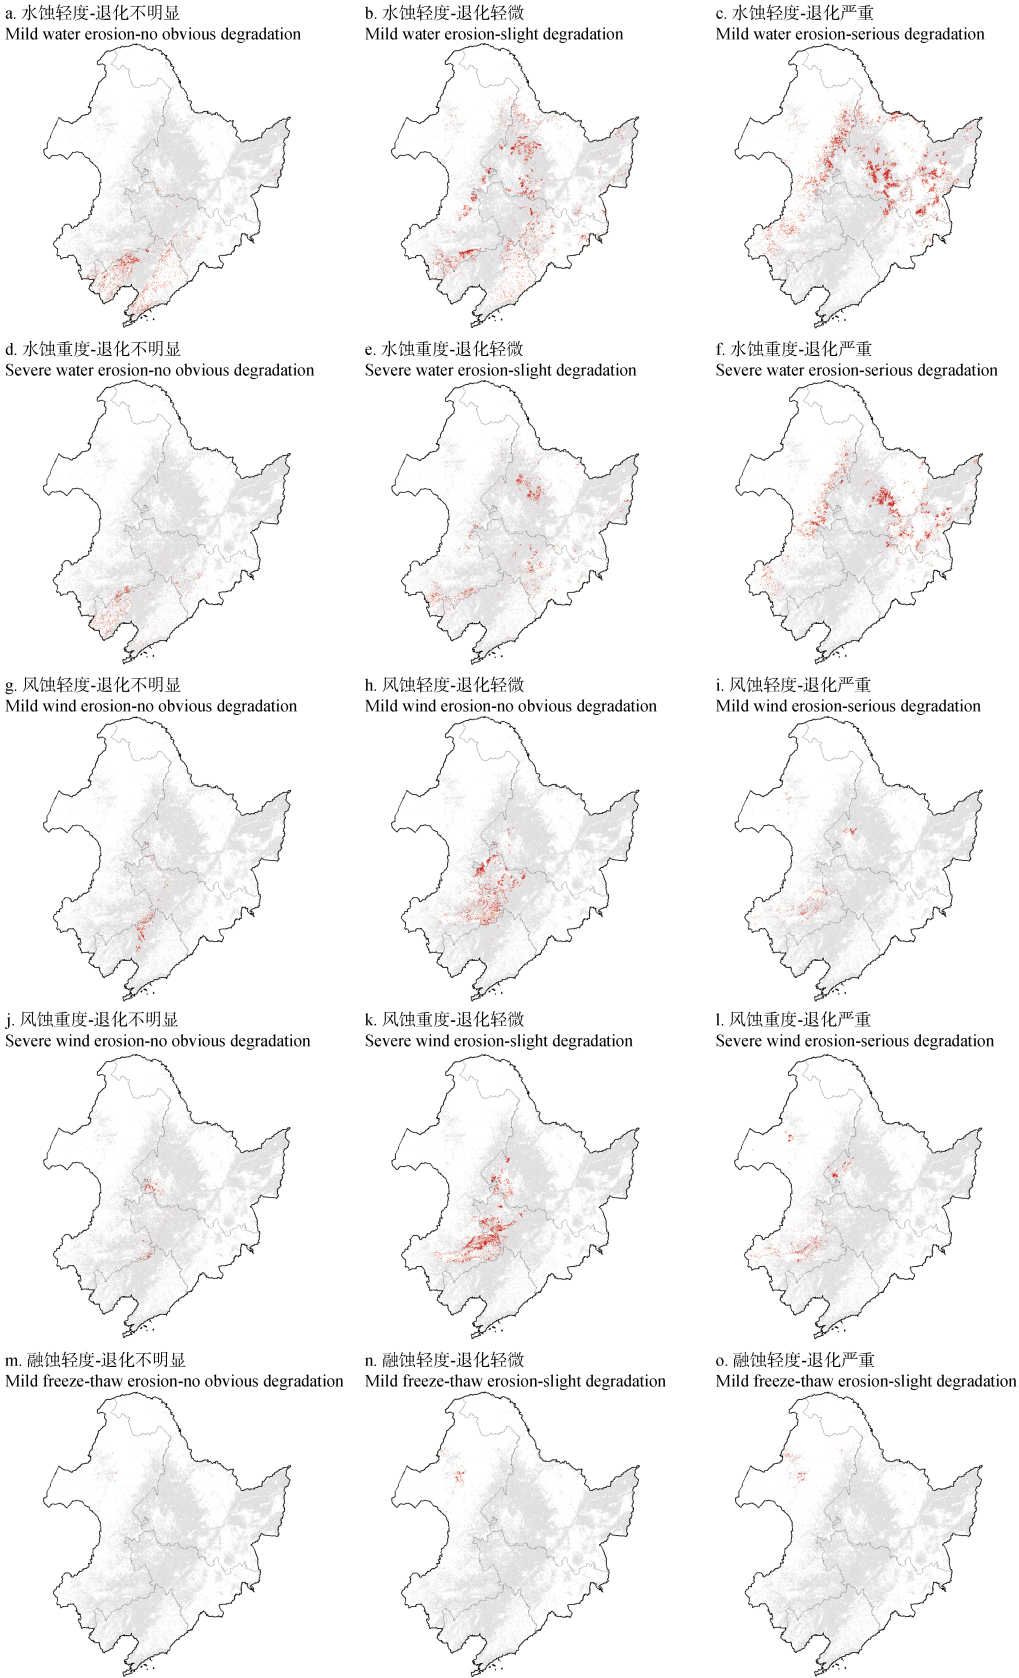 a. 水蚀轻度-退化不明显
Mild water erosion-no obvious degradation
b. 水蚀轻度-退化轻微
Mild water erosion-slight degradation
c. 水蚀轻度-退化严重
Mild water erosion-serious degradation
d. 水蚀重度-退化不明显
Severe water erosion-no obvious degradation
e. 水蚀重度-退化轻微
Severe water erosion-slight degradation
f. 水蚀重度-退化严重
Severe water erosion-serious degradation
g. 风蚀轻度-退化不明显
Mild wind erosion-no obvious degradation
h. 风蚀轻度-退化轻微
Mild wind erosion-no obvious degradation
i. 风蚀轻度-退化严重
Mild wind erosion-serious degradation
j. 风蚀重度-退化不明显
Severe wind erosion-no obvious degradation
k. 风蚀重度-退化轻微
Severe wind erosion-slight degradation
l. 风蚀重度-退化严重
Severe wind erosion-serious degradation
m. 融蚀轻度-退化不明显
Mild freeze-thaw erosion-no obvious degradation
n. 融蚀轻度-退化轻微
Mild freeze-thaw erosion-slight degradation
o. 融蚀轻度-退化严重
Mild freeze-thaw erosion-slight degradation